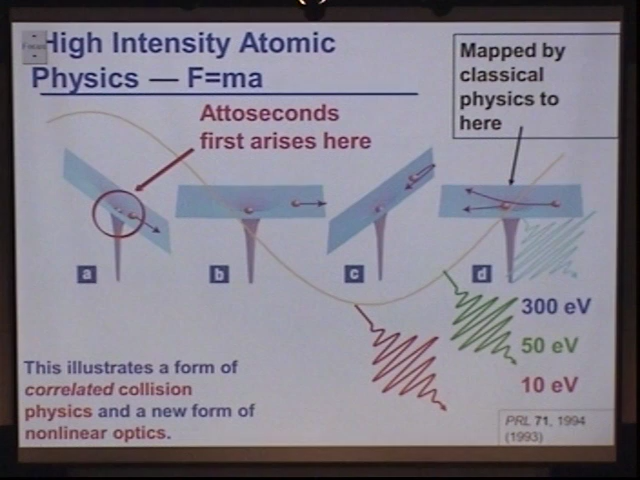 High Intensity Atomic
Physics — F=ma
Mapped by
classical
physics to
here
Attoseconds
first arises here
a
b
c
d
300 eV
50 eV
10 eV
This illustrates a form of
correlated collision
physics and a new form of
nonlinear optics.
PRL 71, 1994
(1993)